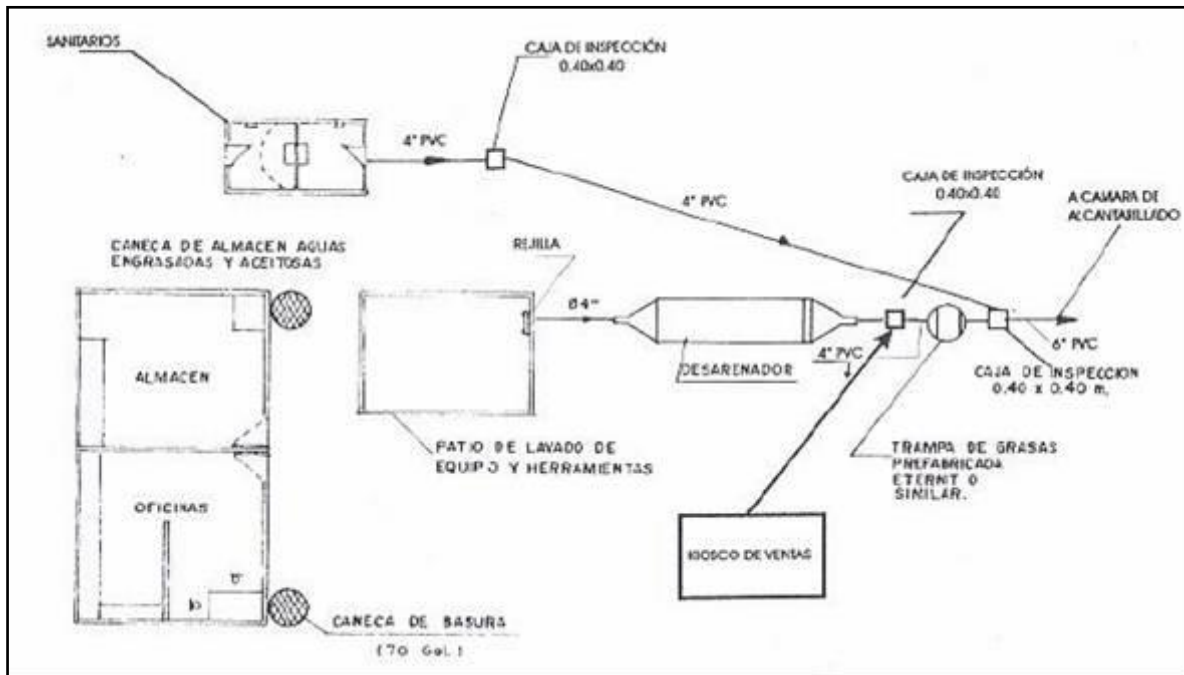 SANITARIOS
CAJA DE INSPECCIÓN
0.40x0.40
4" PVC
4" PVC
CAJA DE INSPECCIÓN
0.40x0.40
A CAMARA DE
ALCANTARILLADO
CANECA DE ALMACEN AGUAS
ENGRASADAS Y ACEITOSAS
REJILLA
Ø4"
4" PVC
6" PVC
DESARENADOR
CAJA DE INSPECCION
0.40 x 0.40 m.
ALMACEN
PATIO DE LAVADO DE
EQUIPO Y HERRAMIENTAS
TRAMPA DE GRASAS
PREFABRICADA
ETERNIT O
SIMILAR.
OFICINAS
KIOSCO DE VENTAS
CANECA DE BASURA
(70 Gal.)